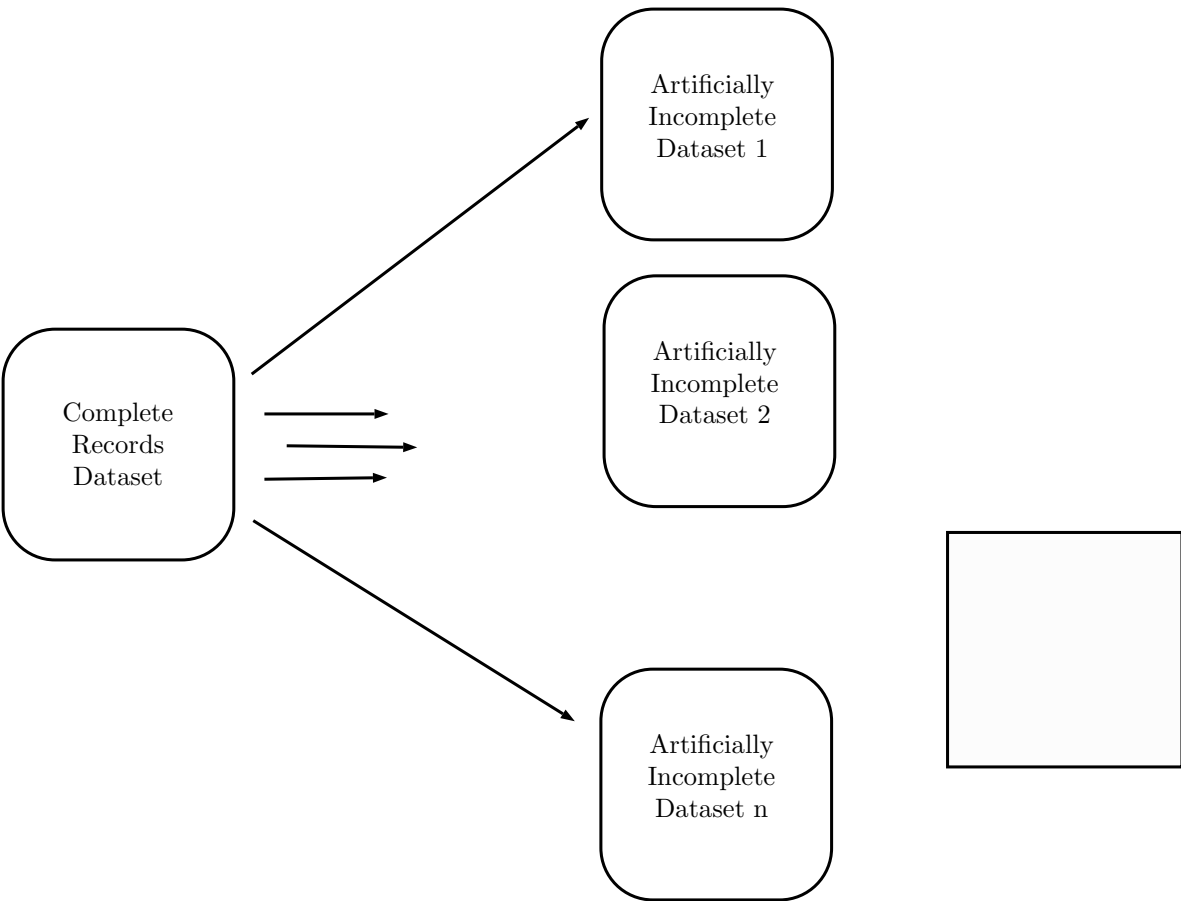 Artificially
Incomplete
Dataset 1
Artificially
Incomplete
Dataset 2
Complete
Records
Dataset
Artificially
Incomplete
Dataset n